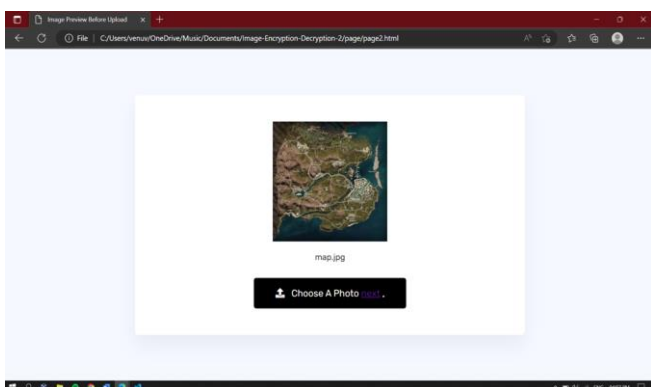 Image Preview Before Upload
File | C:/Users/venuv/OneDrive/Music/Documents/Image-Encryption-Decryption-2/page/page2.html
map.jpg
Choose A Photo next .